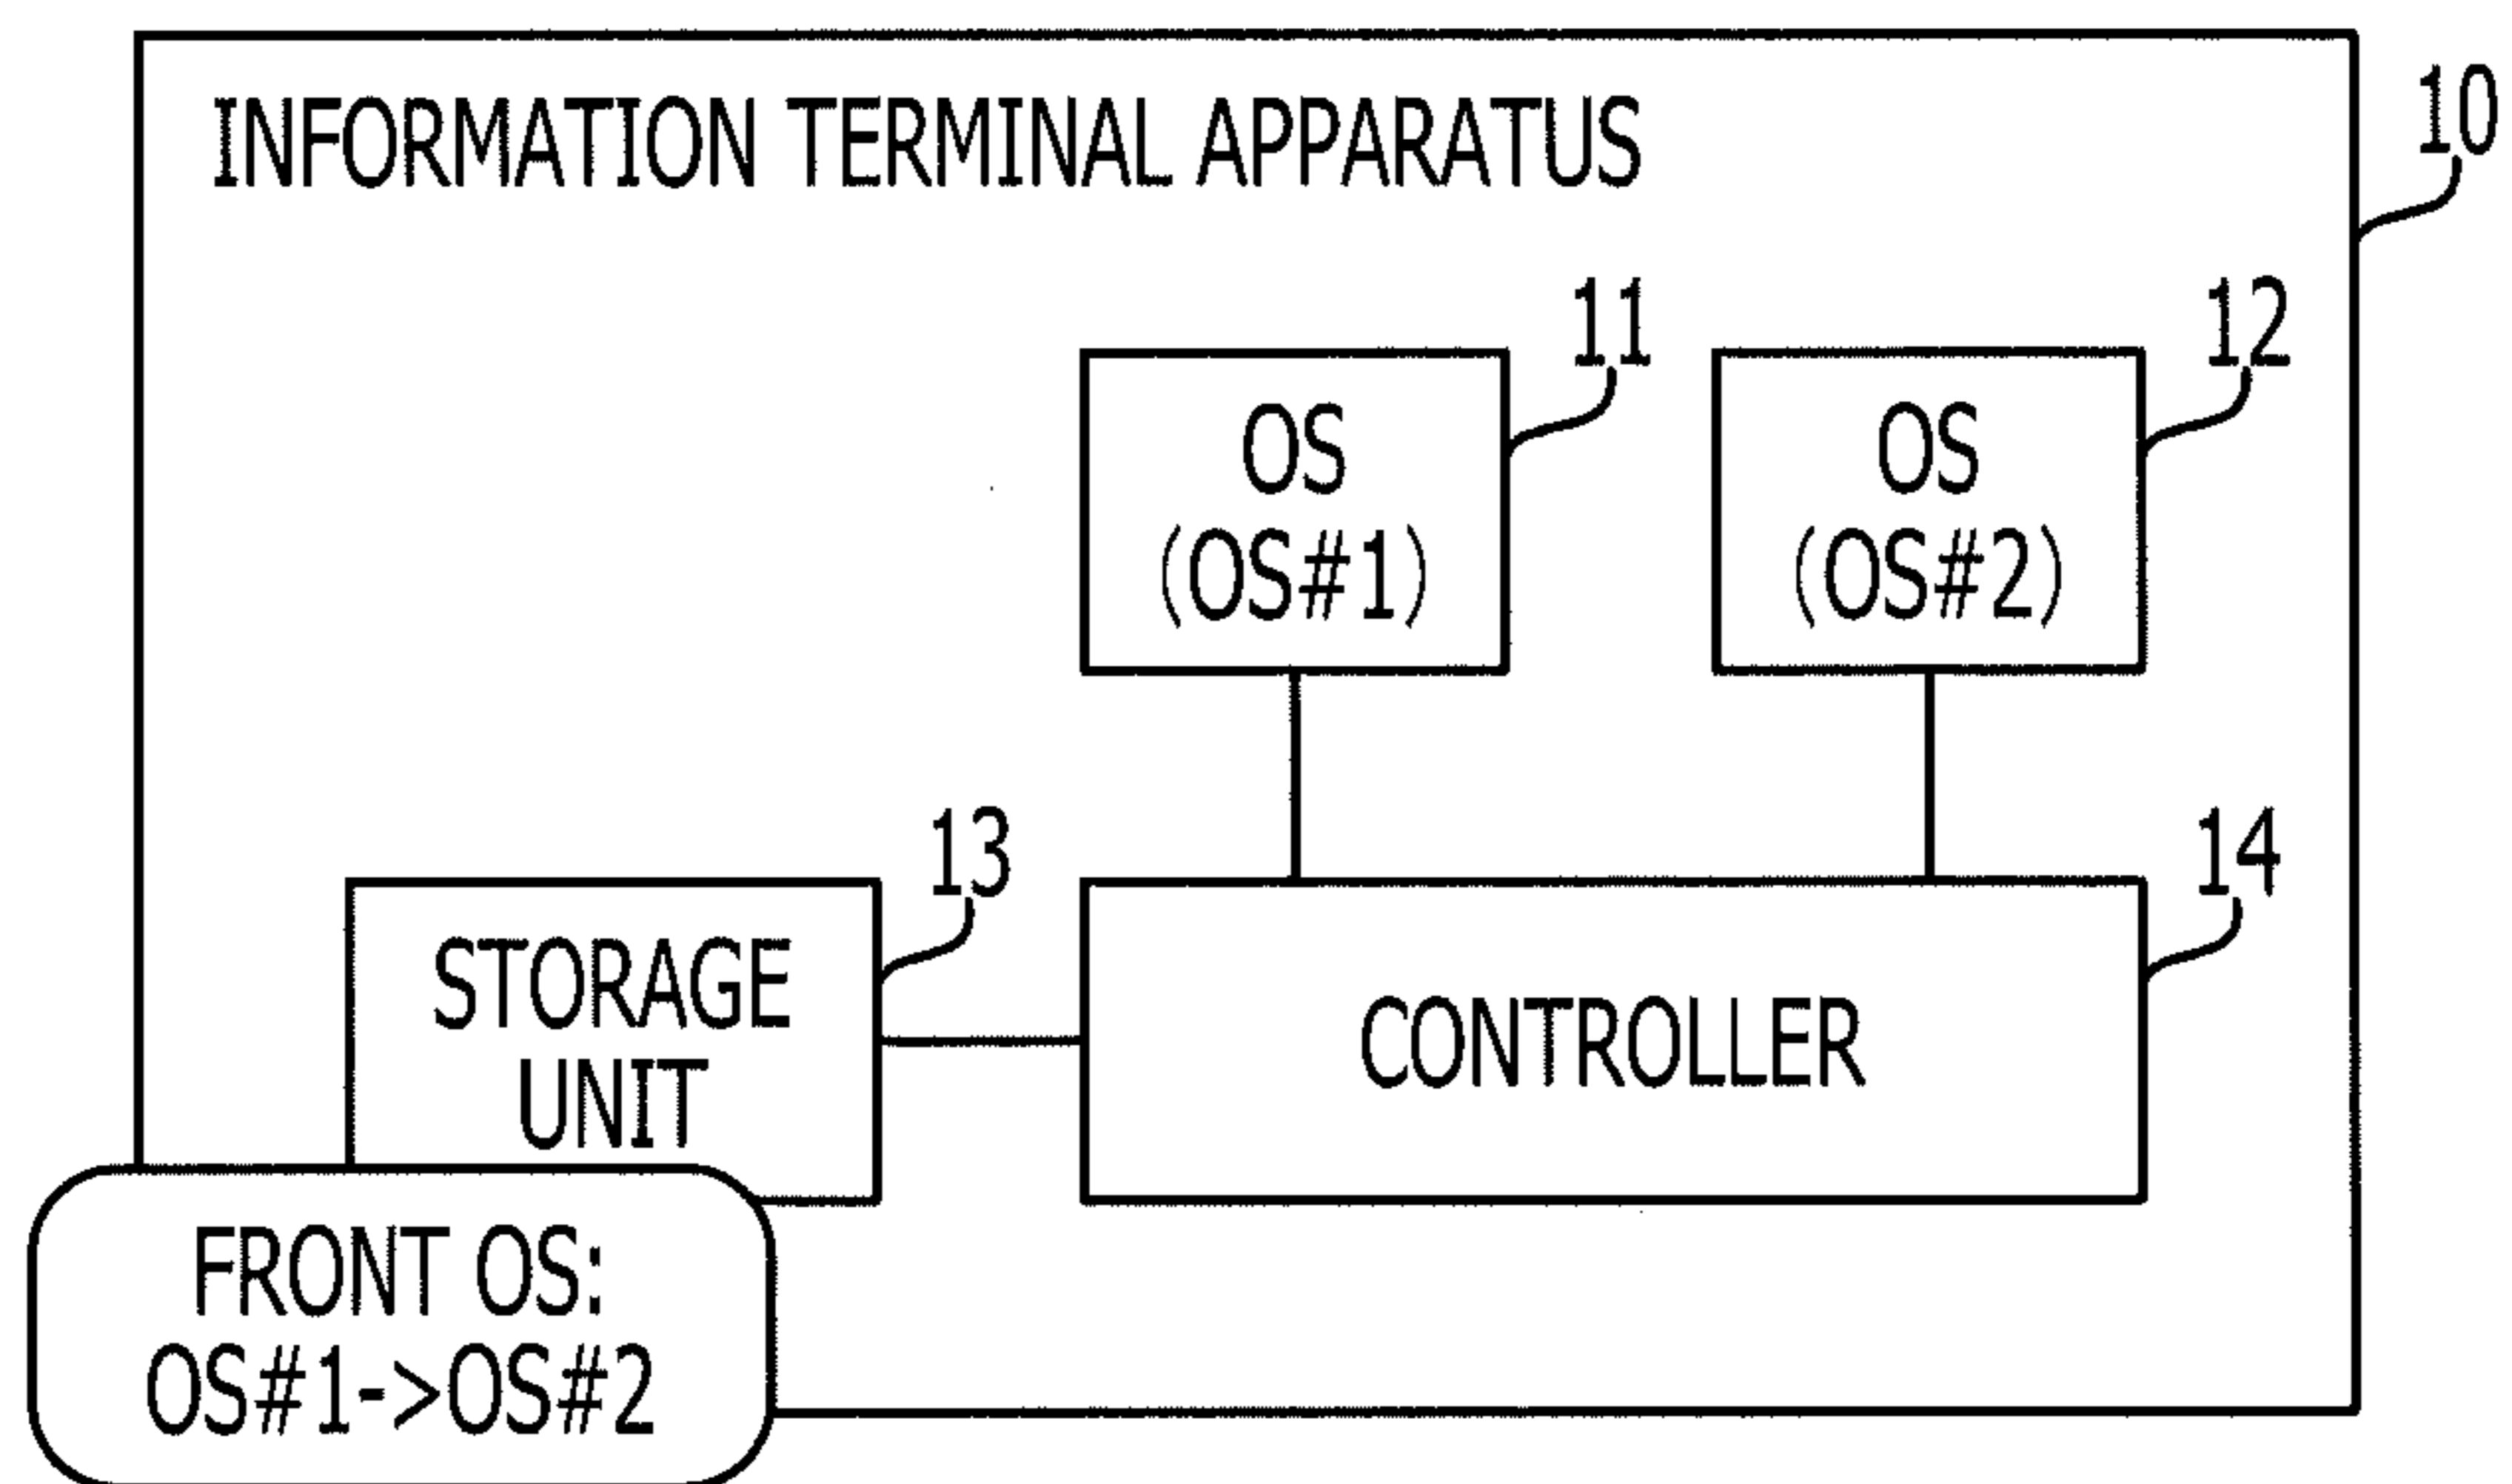 INFORMATION TERMINAL APPARATUS
10
11
12
OS
(OS#1)
OS
(OS#2)
13
14
STORAGE
UNIT
CONTROLLER
FRONT OS:
OS#1->OS#2